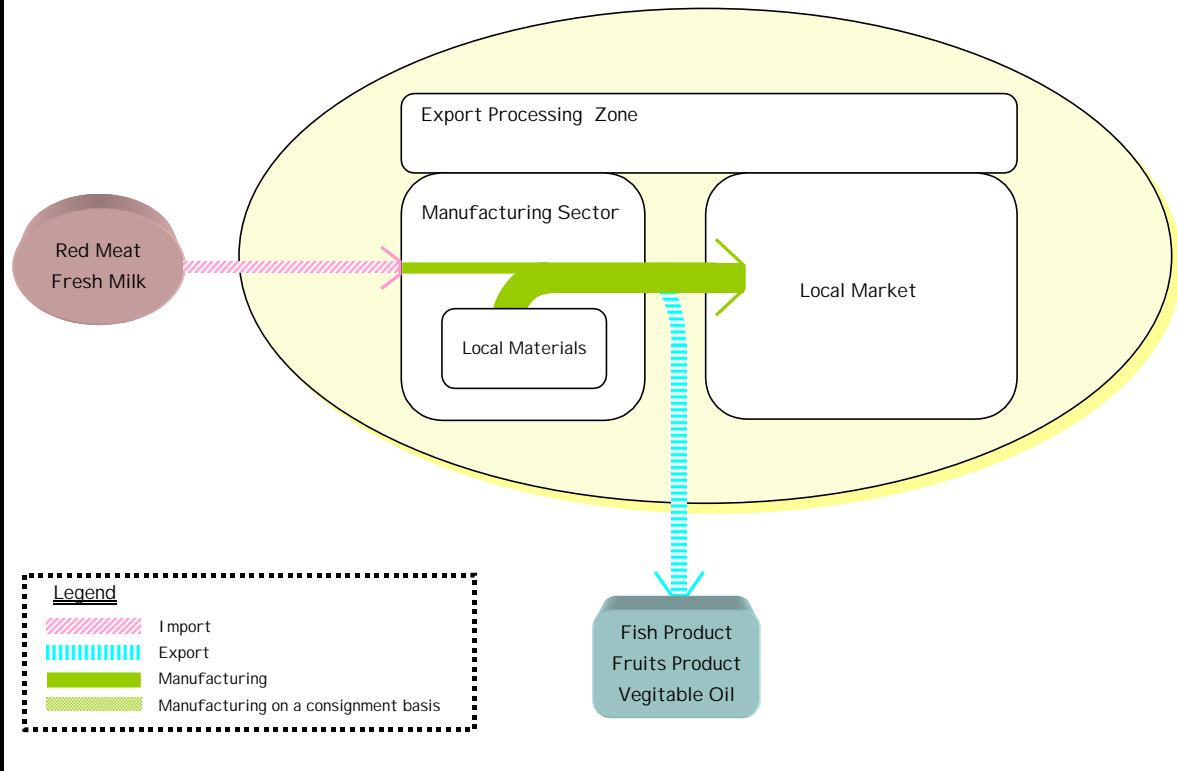 Export Processing Zone
Manufacturing Sector
Red Meat
Fresh Milk
Local Market
Local Materials
Legend
Import
Export
Manufacturing
Manufacturing on a consignment basis
Fish Product
Fruits Product
Vegitable Oil